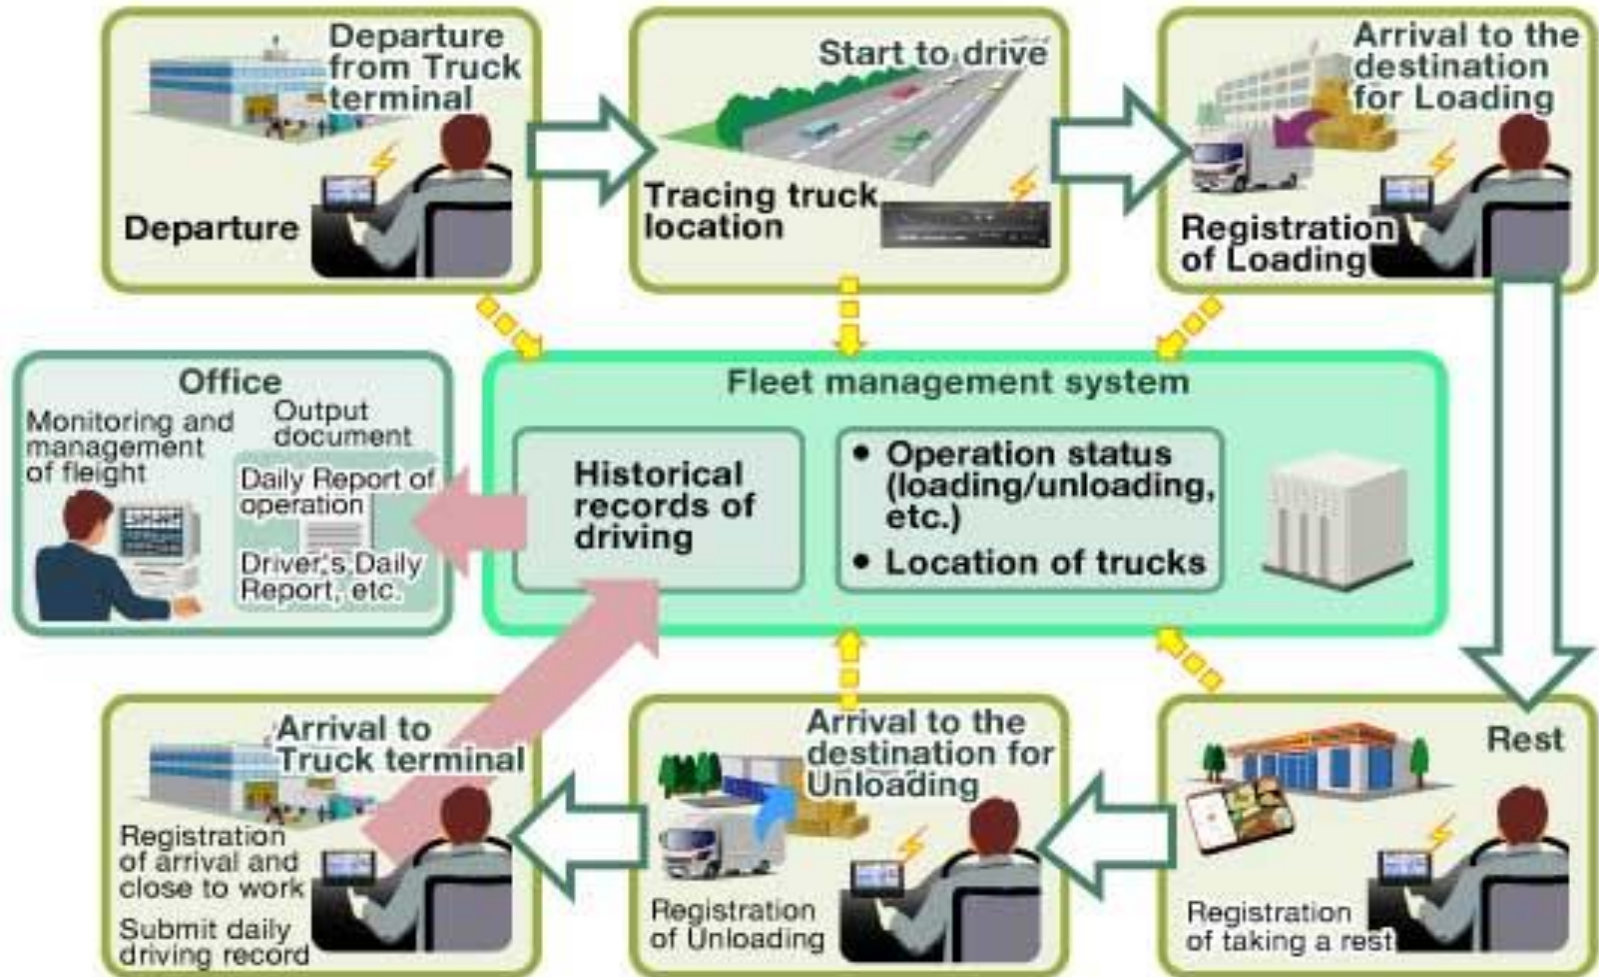 Departure
from Truck
terminal
Departure
Start to drive
Tracing truck
location
Arrival to the
destination
for Loading
Registration
of Loading
Office
Monitoring and
management
of fleight
Output
document
Daily Report of
operation
Driver's Daily
Report, etc.
Fleet management system
Historical
records of
driving
• Operation status
(loading/unloading,
etc.)
• Location of trucks
Arrival to
Truck terminal
Registration
of arrival and
close to work
Submit daily
driving record
Arrival to the
destination for
Unloading
Registration
of Unloading
Rest
Registration
of taking a rest